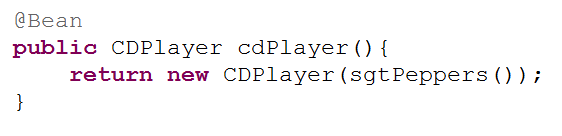 @Bean
public CDPlayer cdPlayer(){
    return new CDPlayer(sgtPeppers());
}